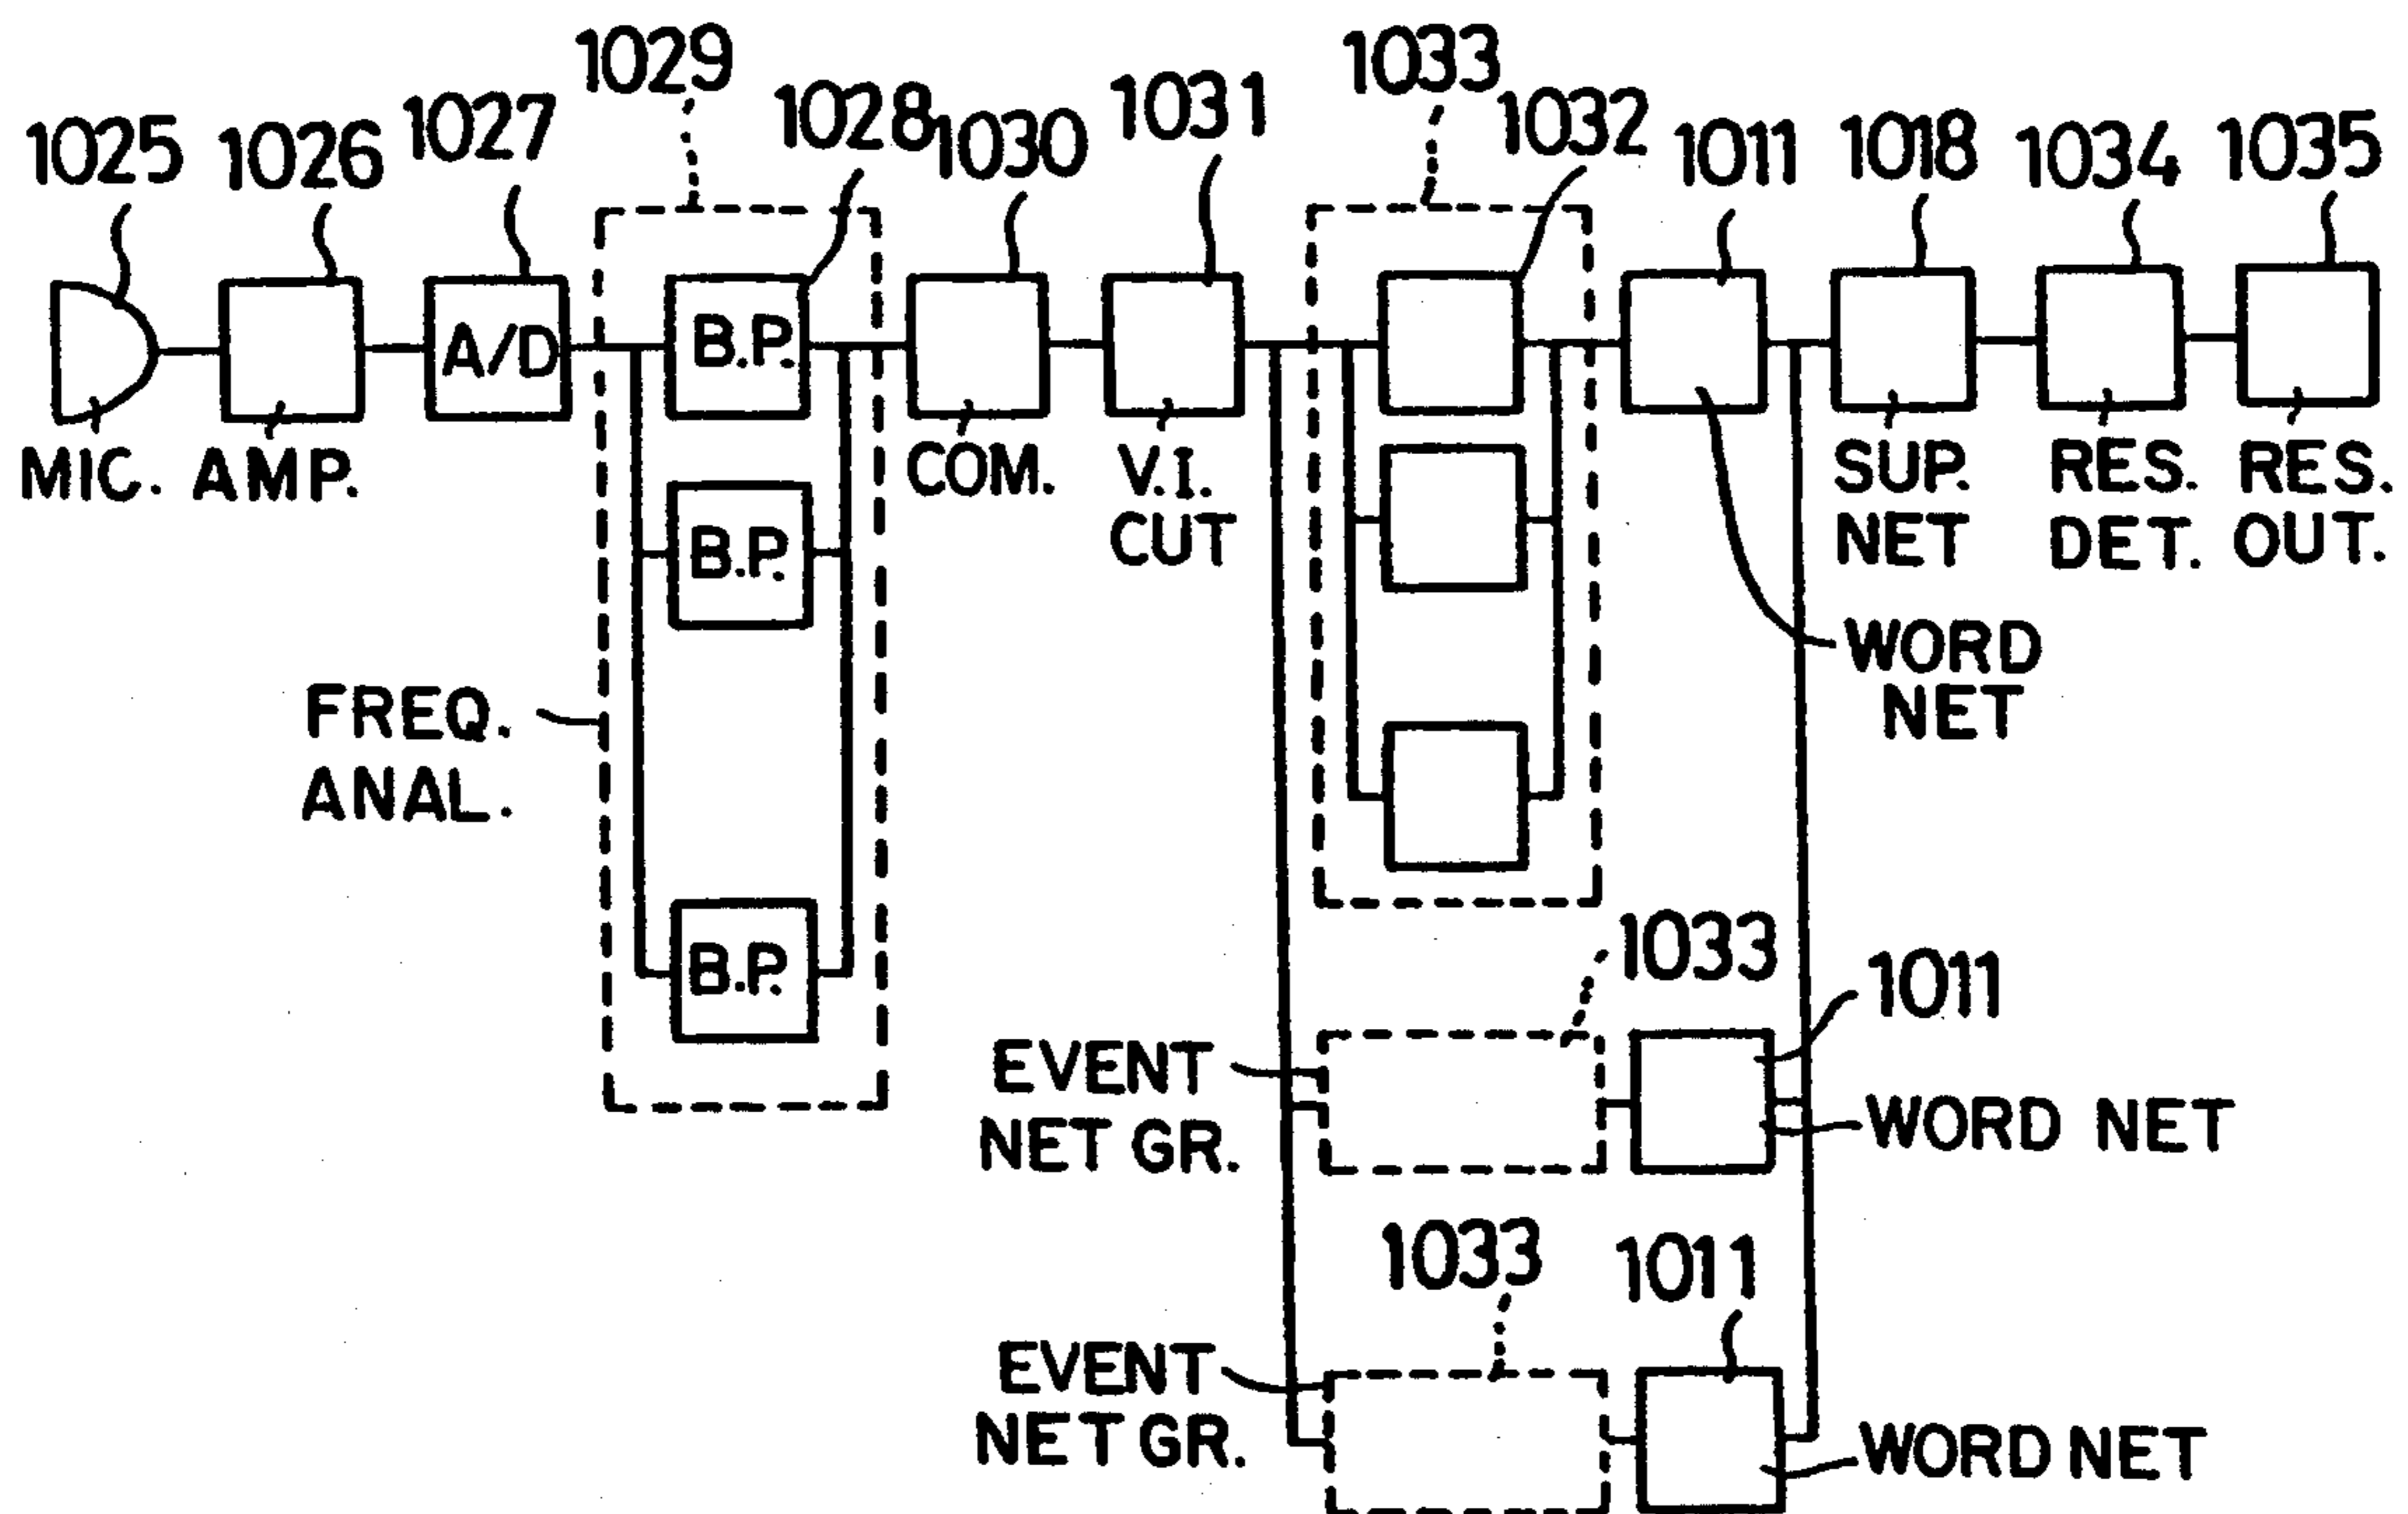 1029
1033
1028
1031
1032
1027
1030
1025
1026
1011
1018
1034
1035
A/D
B.P.
MIC.
AMP.
COM.
V.I.
CUT
SUP.
NET
RES.
DET.
RES.
OUT.
B.P.
WORD
NET
FREQ.
ANAL.
B.P.
1033
1011
EVENT
NET GR.
WORD NET
1033
1011
EVENT
NET GR.
WORD NET